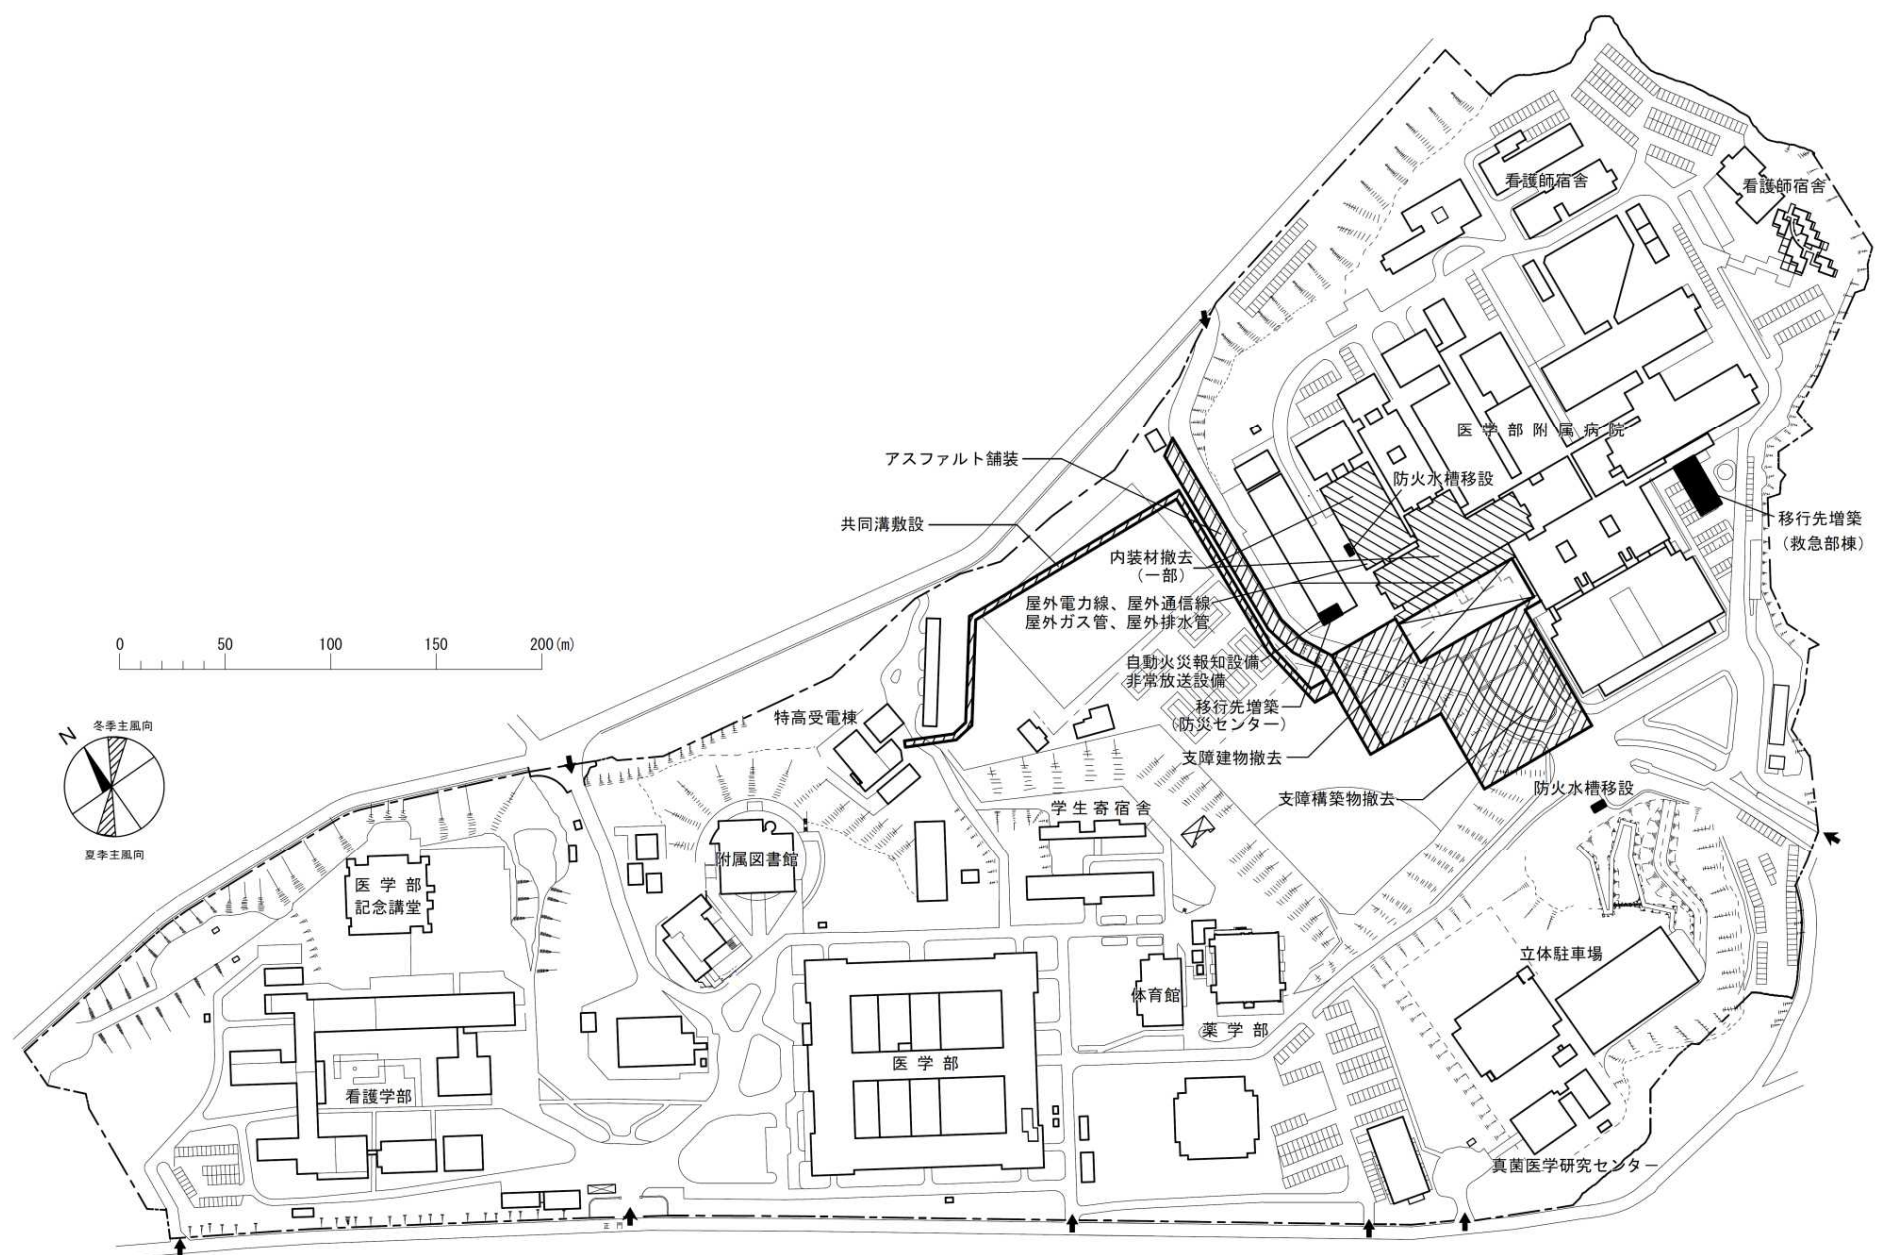 看護師宿舎
看護師宿舎
医学部附属病院
アスファルト舗装
防火水槽移設
共同溝敷設
移行先増築
（救急部棟）
内装材撤去
（一部）
屋外電力線、屋外通信線
屋外ガス管、屋外排水管
0 50 100 150 200(m)
自動火災報知設備
非常放送設備
移行先増築
（防災センター）
特高受電棟
N
冬季主風向
支障建物撤去
支障構築物撤去
防火水槽移設
学生寄宿舎
夏季主風向
附属図書館
医学部
記念講堂
立体駐車場
体育館
薬学部
医学部
看護学部
真菌医学研究センター
正門